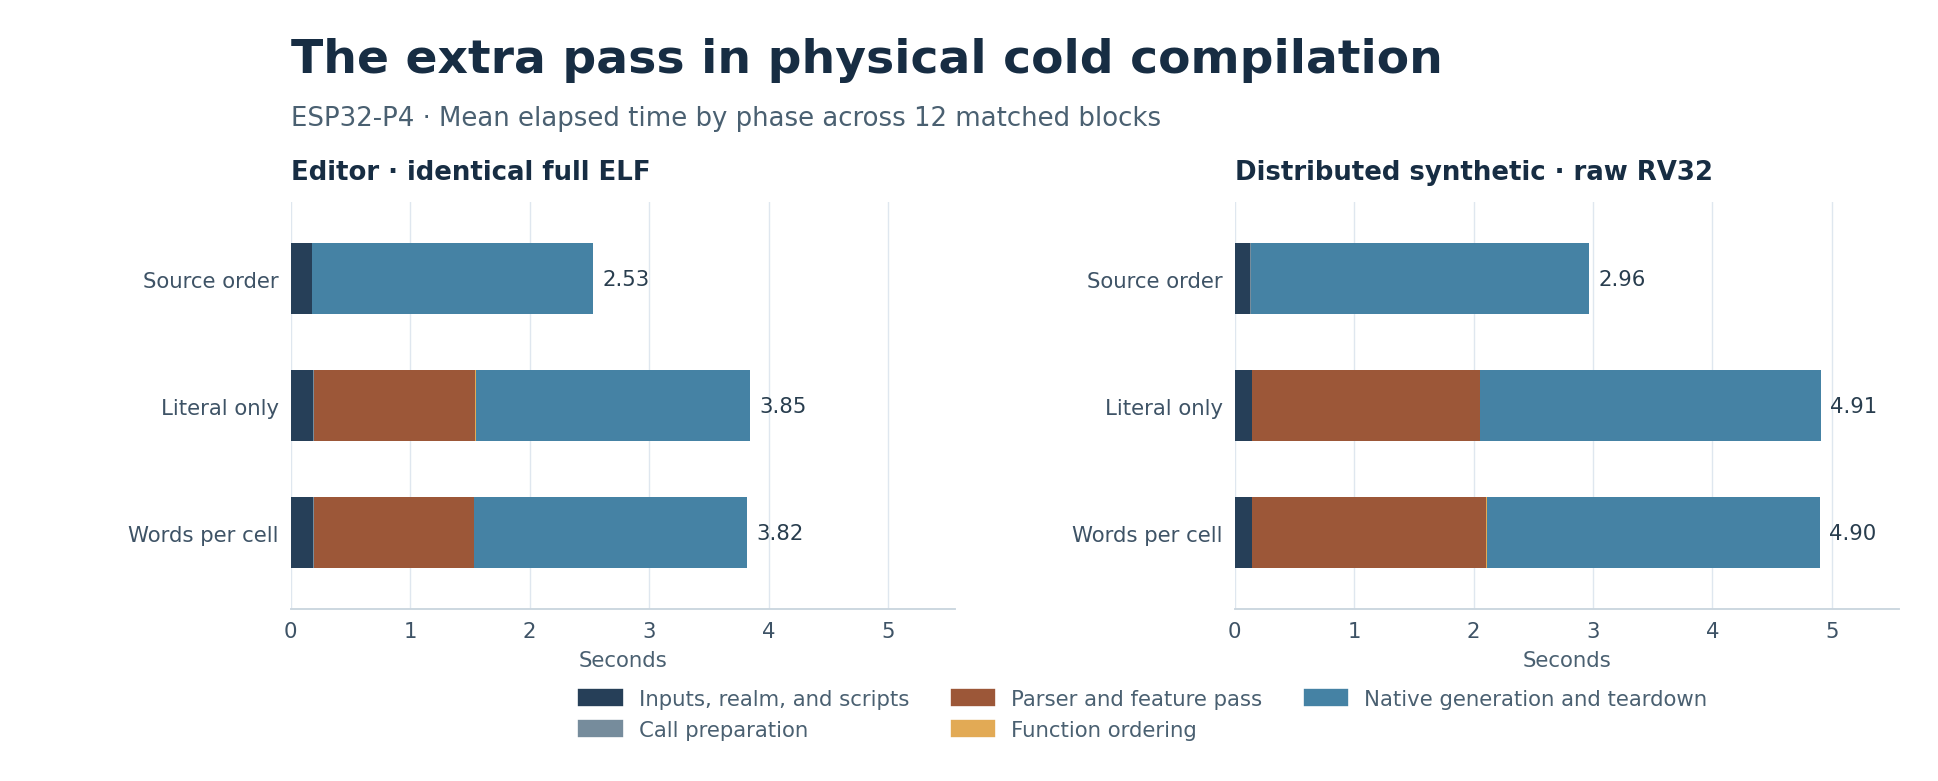 The extra pass in physical cold compilation
ESP32-P4 · Mean elapsed time by phase across 12 matched blocks
Editor · identical full ELF
Source order
2.53
Literal only
3.85
Words per cell
3.82
0 1 2 3 4 5
Seconds
Distributed synthetic · raw RV32
Source order
2.96
Literal only
4.91
Words per cell
4.90
0 1 2 3 4 5
Seconds
Inputs, realm, and scripts
Parser and feature pass
Native generation and teardown
Call preparation
Function ordering